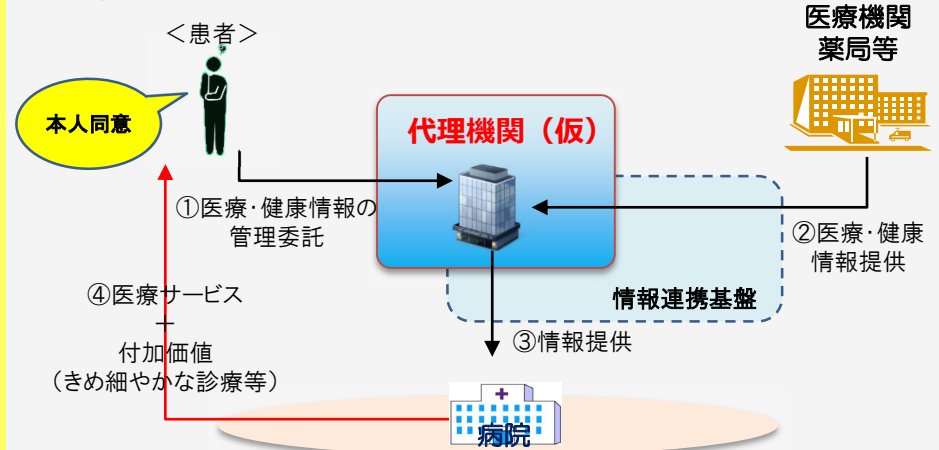 ＜患者＞
医療機関
薬局等
本人同意
代理機関（仮）
①医療・健康情報の
管理委託
②医療・健康
情報提供
情報連携基盤
④医療サービス
＋
付加価値
（きめ細やかな診療等）
③情報提供
病院